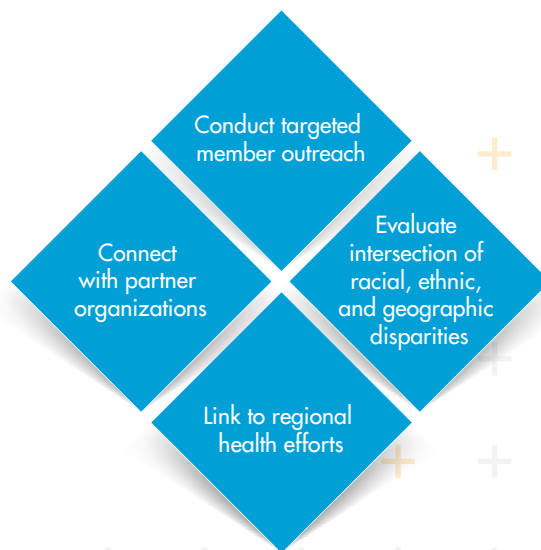 Conduct targeted
member outreach
Connect
with partner
organizations
Evaluate
intersection of
racial, ethnic,
and geographic
disparities
Link to regional
health efforts